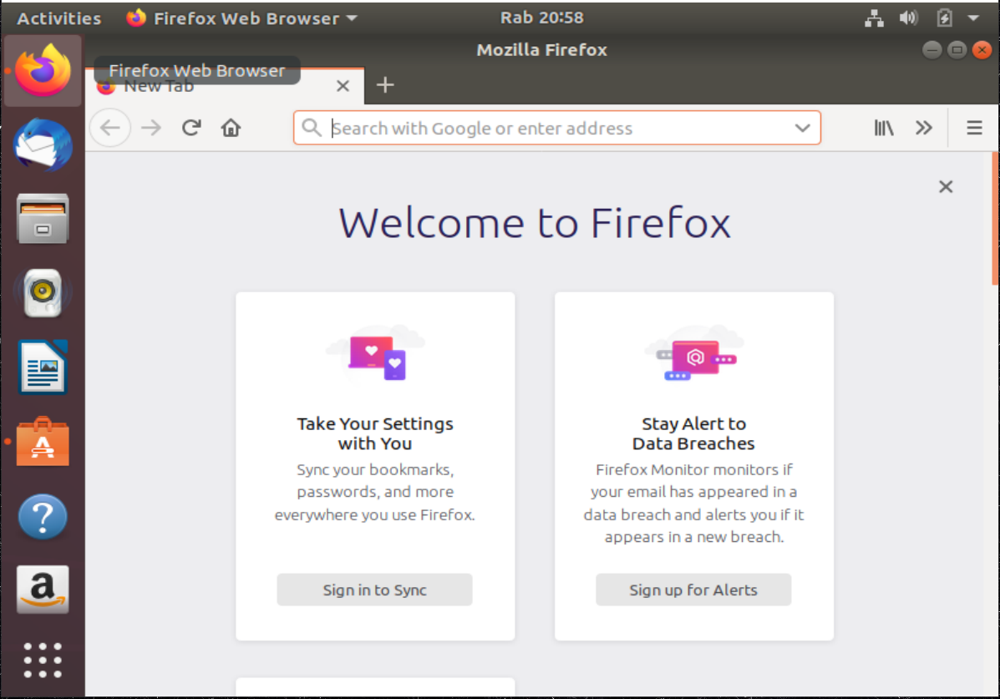 Activities
Firefox Web Browser
Rab 20:58
Mozilla Firefox
Firefox Web Browser
New Tab
Search with Google or enter address
Welcome to Firefox
Take Your Settings
with You
Sync your bookmarks,
passwords, and more
everywhere you use Firefox.
Sign in to Sync
Stay Alert to
Data Breaches
Firefox Monitor monitors if
your email has appeared in a
data breach and alerts you if it
appears in a new breach.
Sign up for Alerts